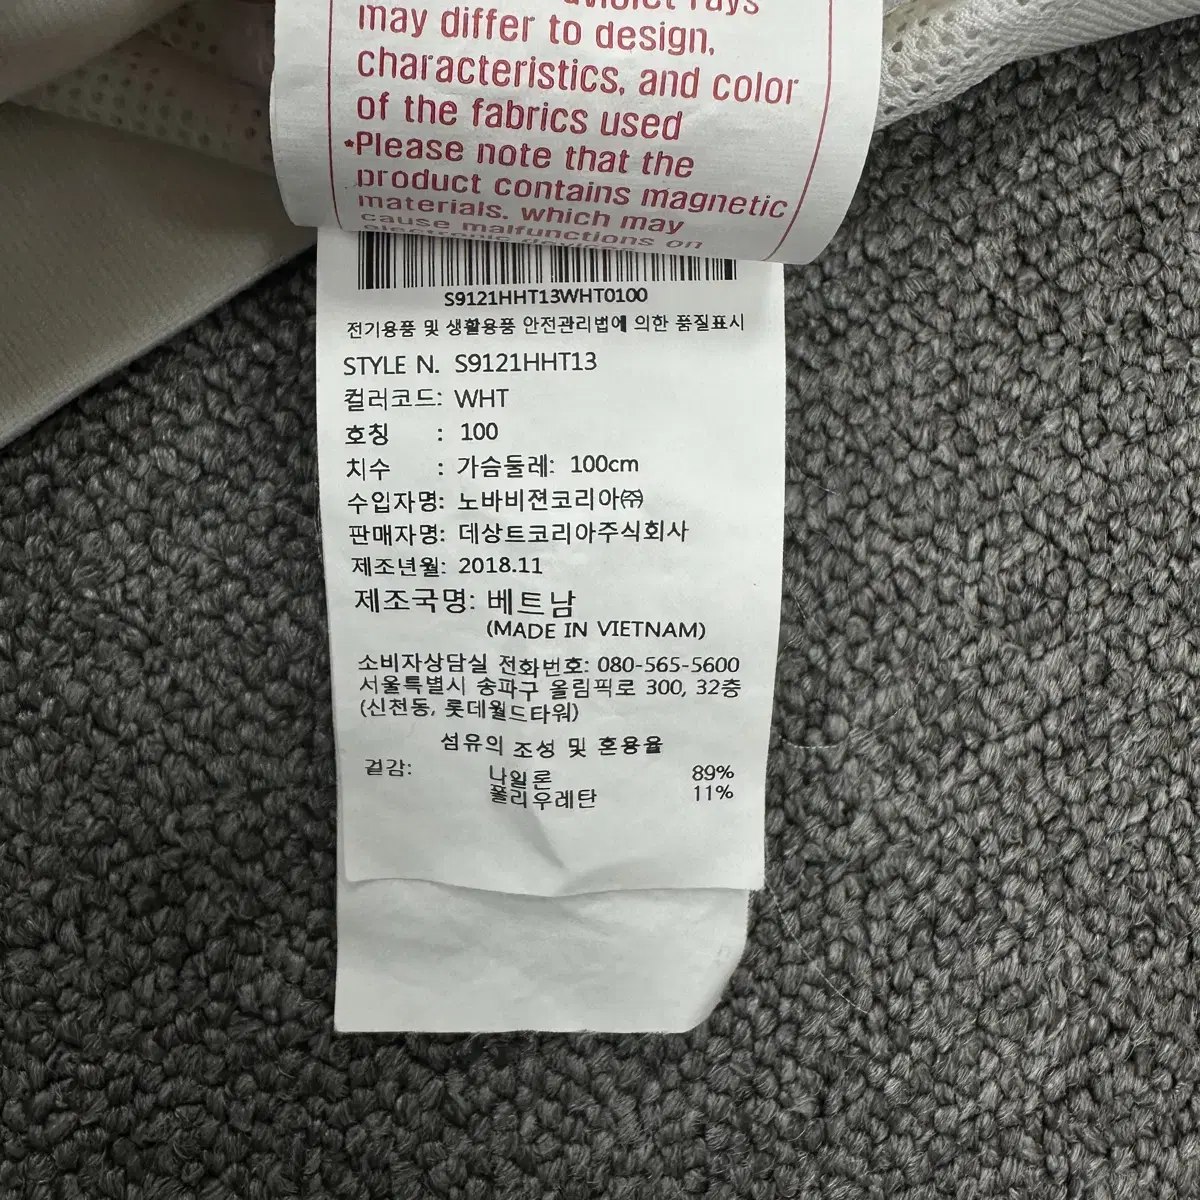 rays
may differ to design,
characteristics, and color
of the fabrics used
*Please note that the
product contains magnetic
materials, which may
cause malfunctions on
S9121HHT13WHT0100
전기용품 및 생활용품 안전관리법에 의한 품질표시
STYLE N. S9121HHT13
컬러코드: WHT
호칭 : 100
치수 : 가슴둘레: 100cm
수입자명: 노바비젼코리아㈜
판매자명: 데상트코리아주식회사
제조년월: 2018.11
제조국명: 베트남
(MADE IN VIETNAM)
소비자상담실 전화번호: 080-565-5600
서울특별시 송파구 올림픽로 300, 32층
(신천동, 롯데월드타워)
섬유의 조성 및 혼용율
겉감: 나일론 89%
폴리우레탄 11%